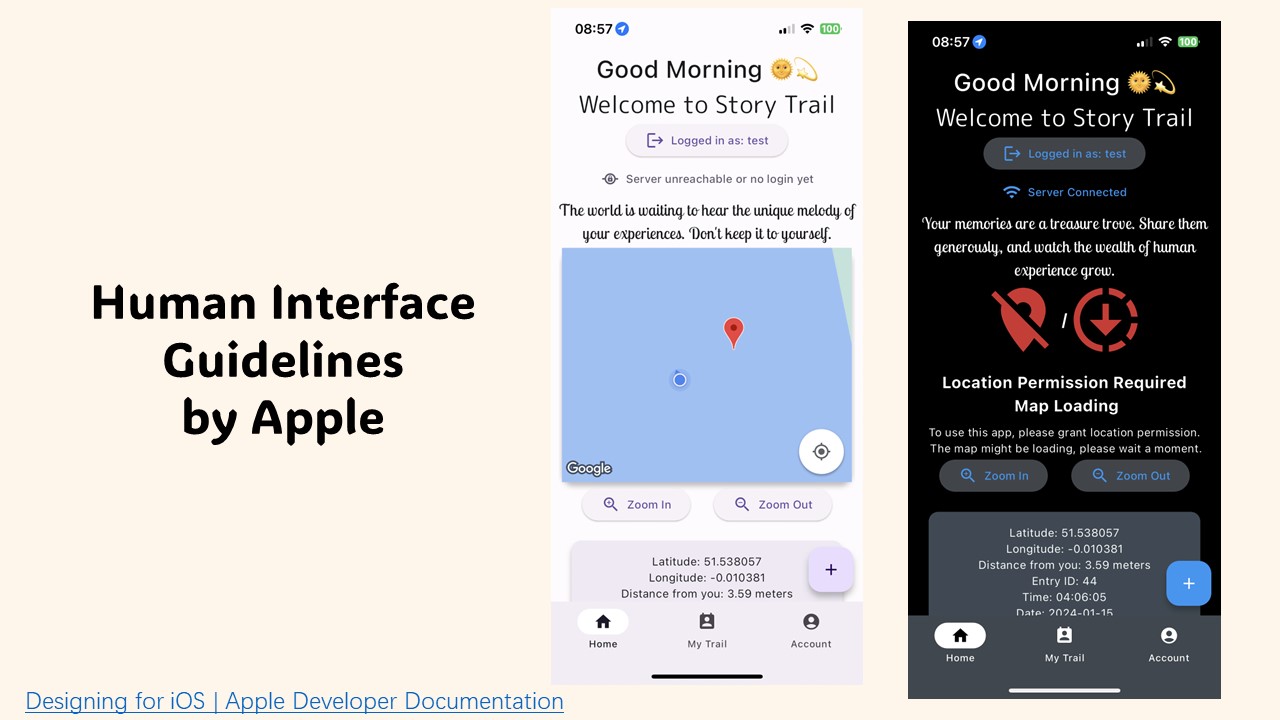 Human Interface
Guidelines
by Apple
Designing for iOS | Apple Developer Documentation
08:57
100
Good Morning 🌞💫
Welcome to Story Trail
Logged in as: test
Server unreachable or no login yet
The world is waiting to hear the unique melody of
your experiences. Don't keep it to yourself.
Google
Zoom In
Zoom Out
Latitude: 51.538057
Longitude: -0.010381
Distance from you: 3.59 meters
+
Home
My Trail
Account
08:57
100
Good Morning 🌞💫
Welcome to Story Trail
Logged in as: test
Server Connected
Your memories are a treasure trove. Share them
generously, and watch the wealth of human
experience grow.
/
Location Permission Required
Map Loading
To use this app, please grant location permission.
The map might be loading, please wait a moment.
Zoom In
Zoom Out
Latitude: 51.538057
Longitude: -0.010381
Distance from you: 3.59 meters
Entry ID: 44
Time: 04:06:05
Date: 2024-01-15
+
Home
My Trail
Account